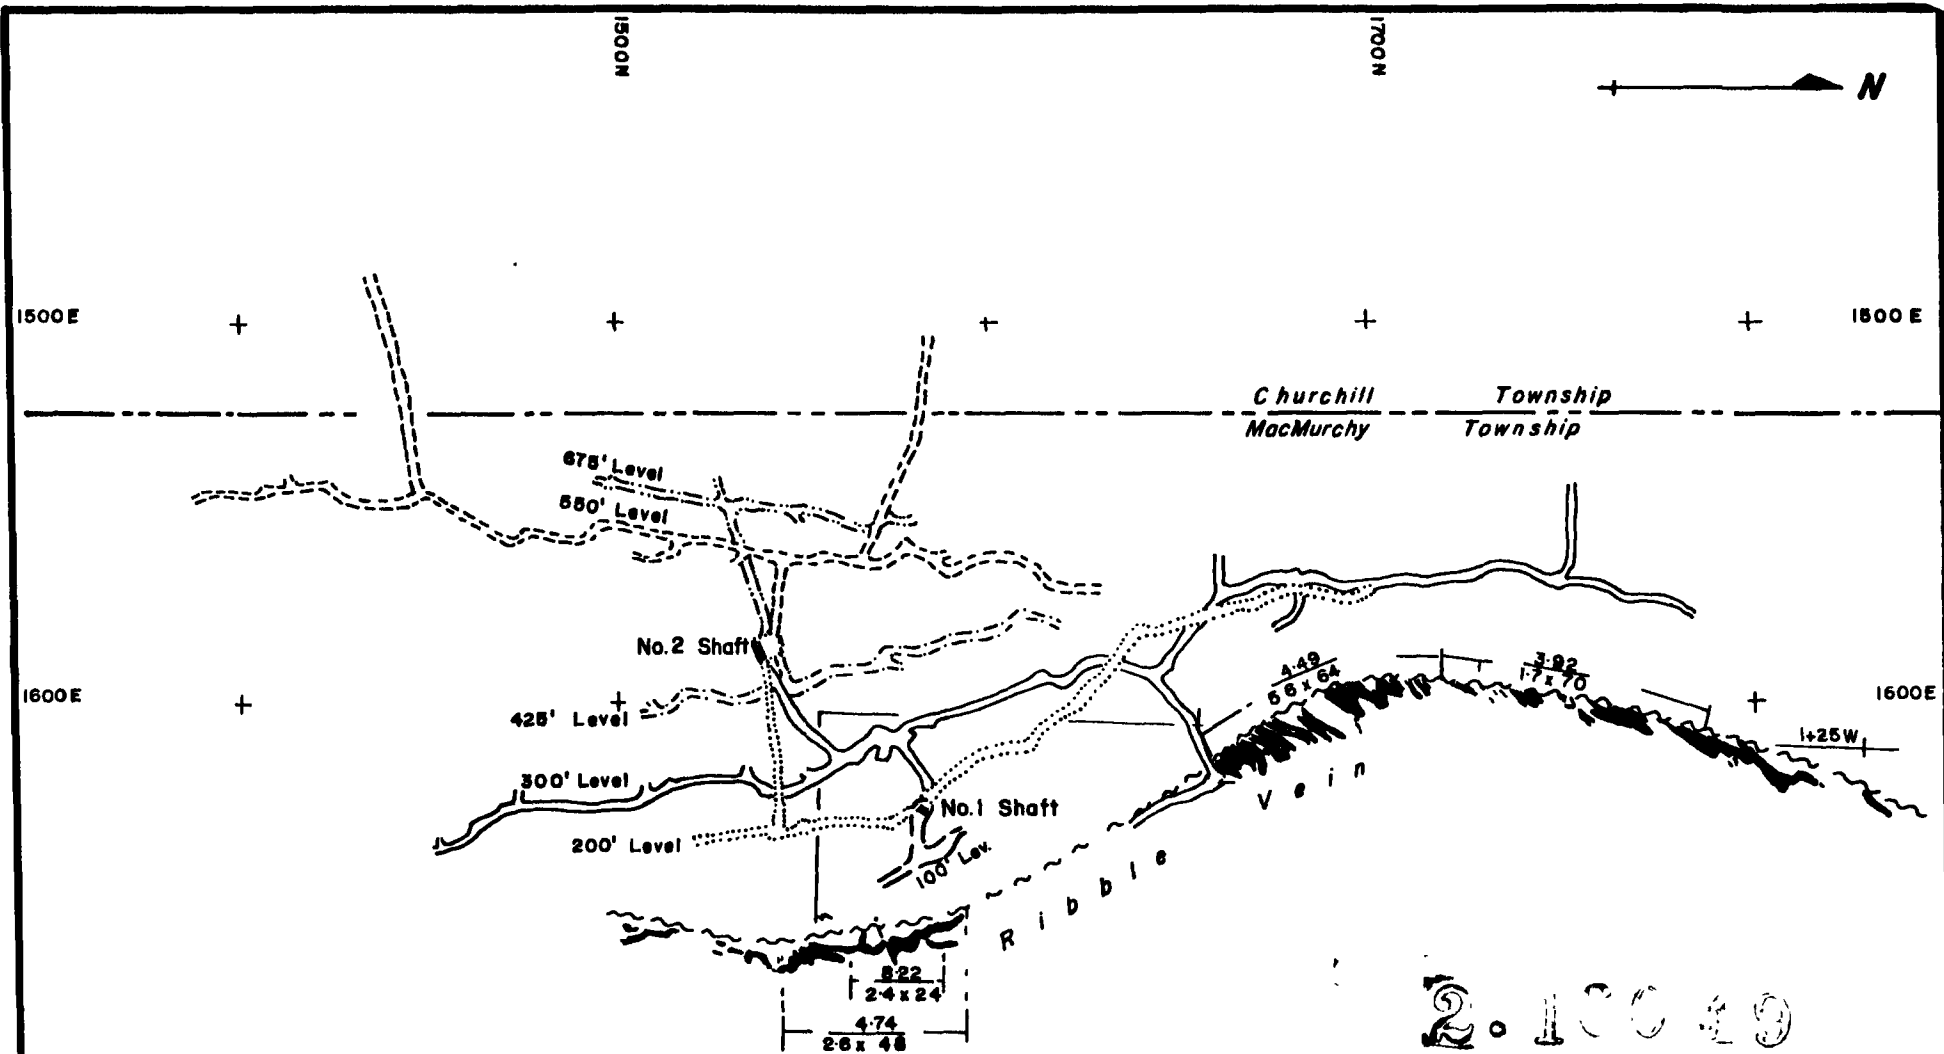 1500N
1700N
N
1500E
1500 E
Churchill Township
MacMurchy Township
675' Level
550' Level
No.2 Shaft
1600E
1600E
4.49
5.6 x 64
3.92
1.7 x 70
425' Level
1+25W
300' Level
No.1 Shaft
200' Level
100' Lev.
Ribble Vein
8.22
2.4 x 24
4.74
2.6 x 48